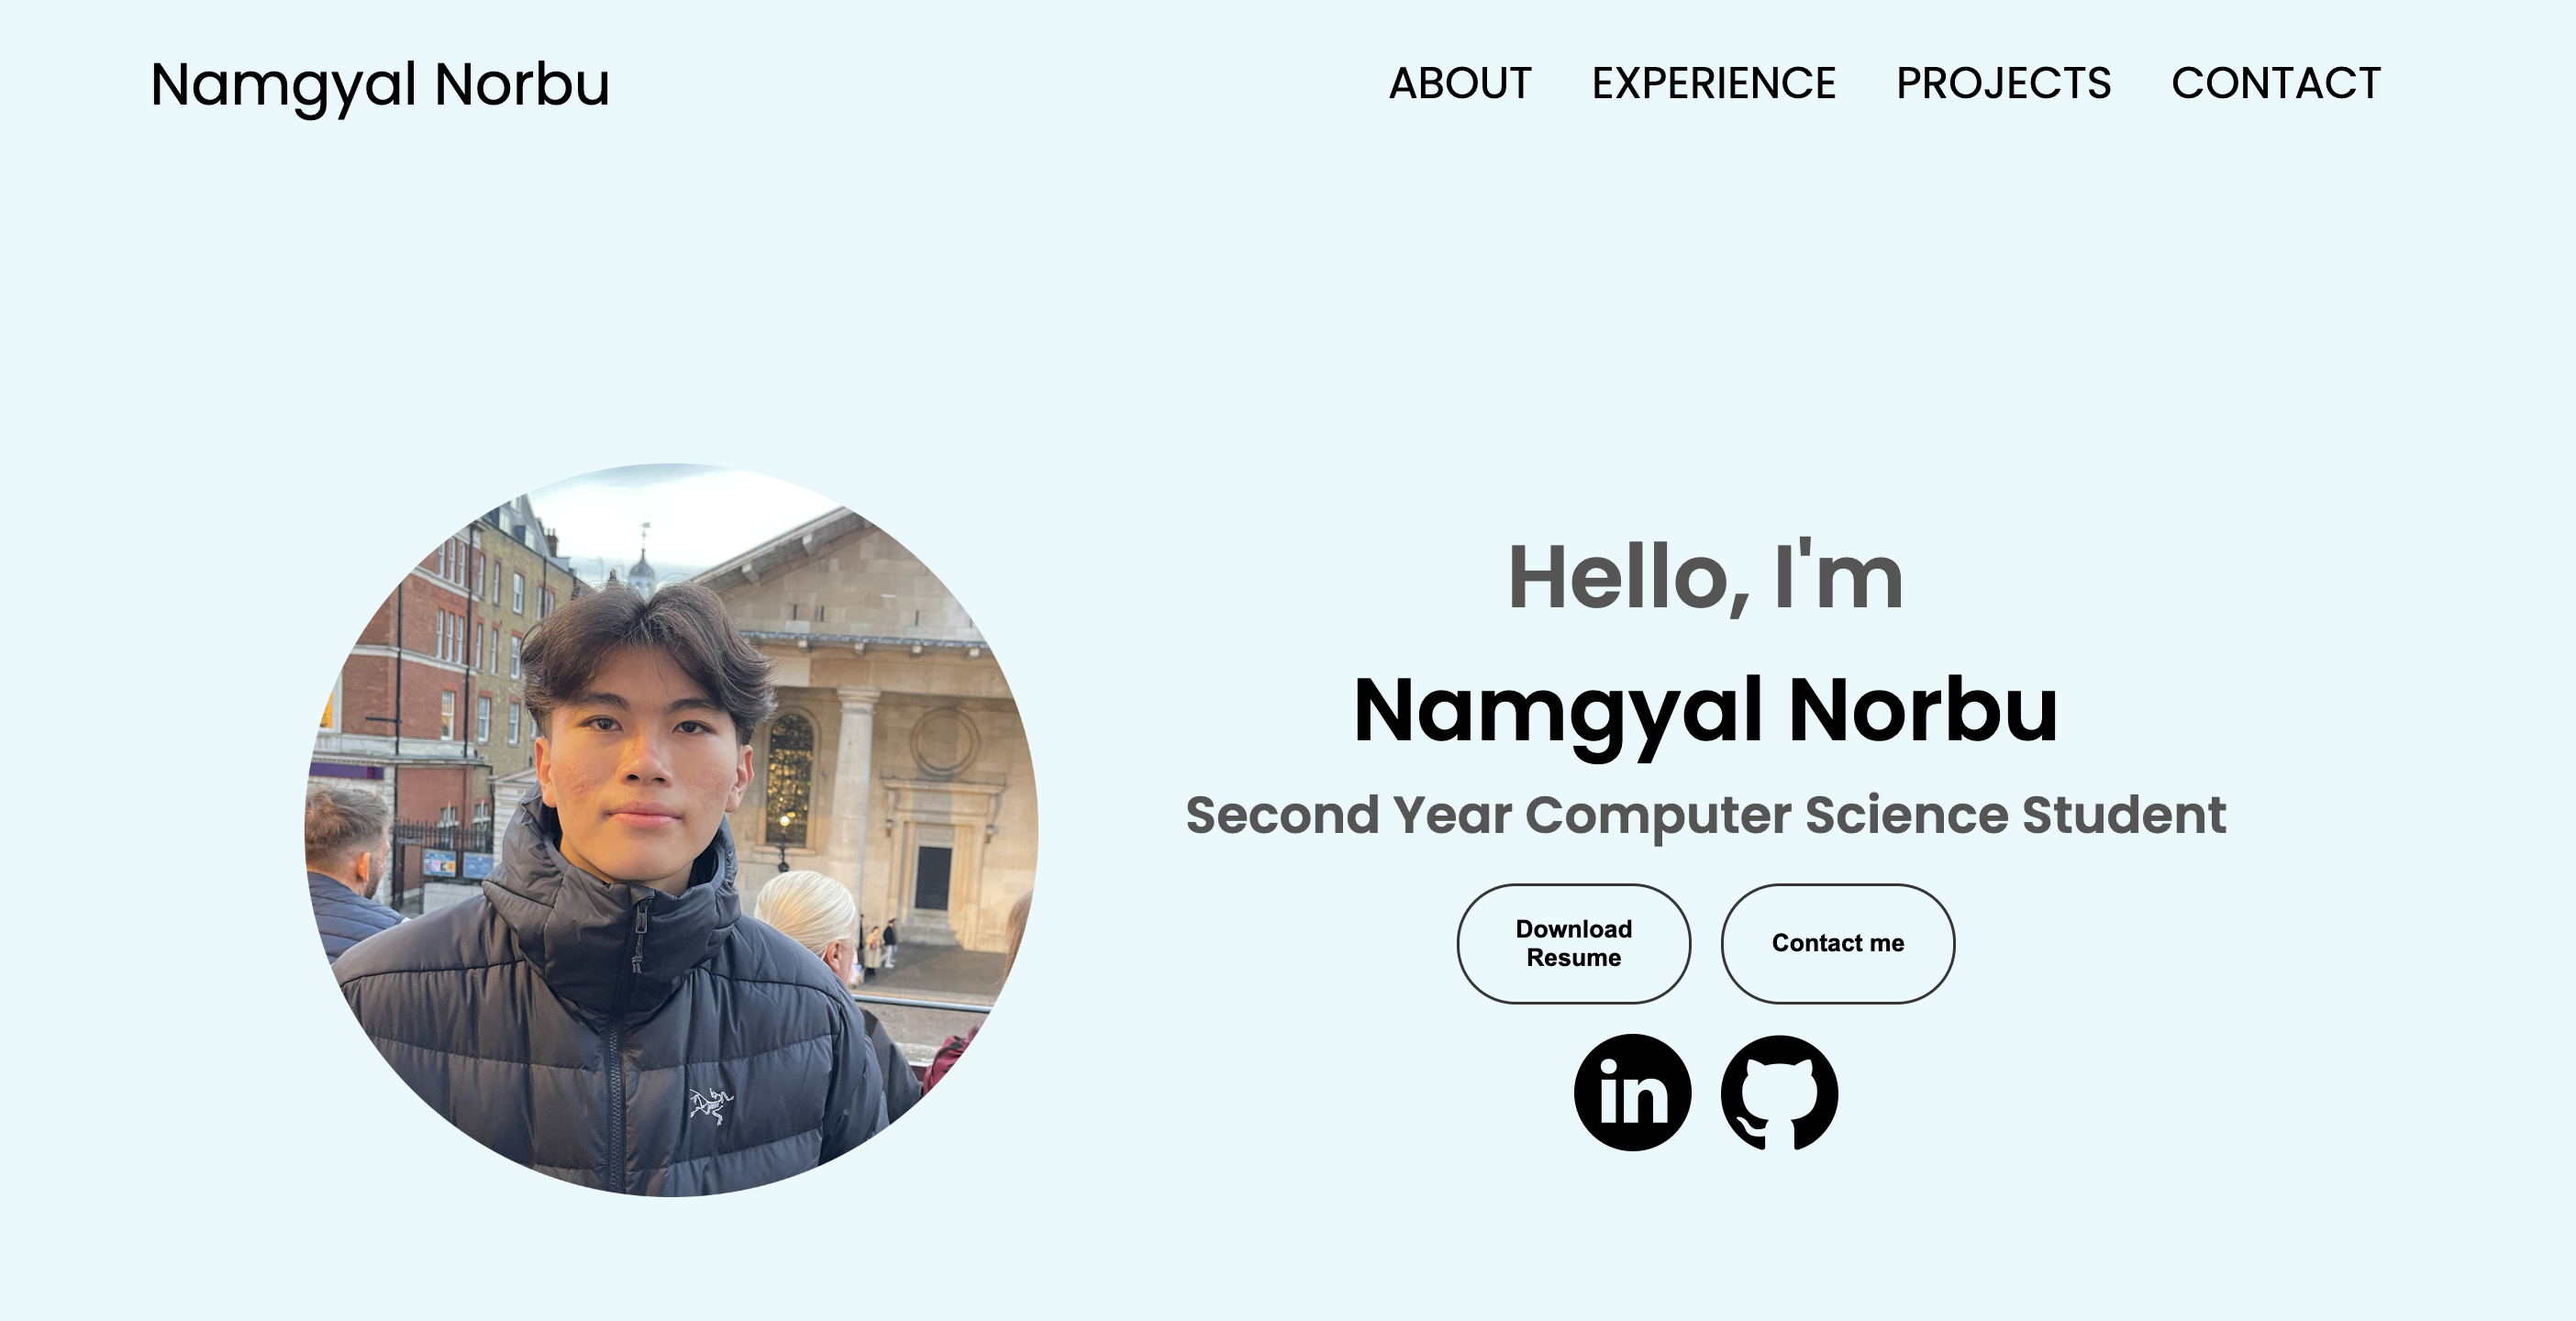 Namgyal Norbu
ABOUT EXPERIENCE PROJECTS CONTACT
Hello, I'm
Namgyal Norbu
Second Year Computer Science Student
Download
Resume
Contact me
in